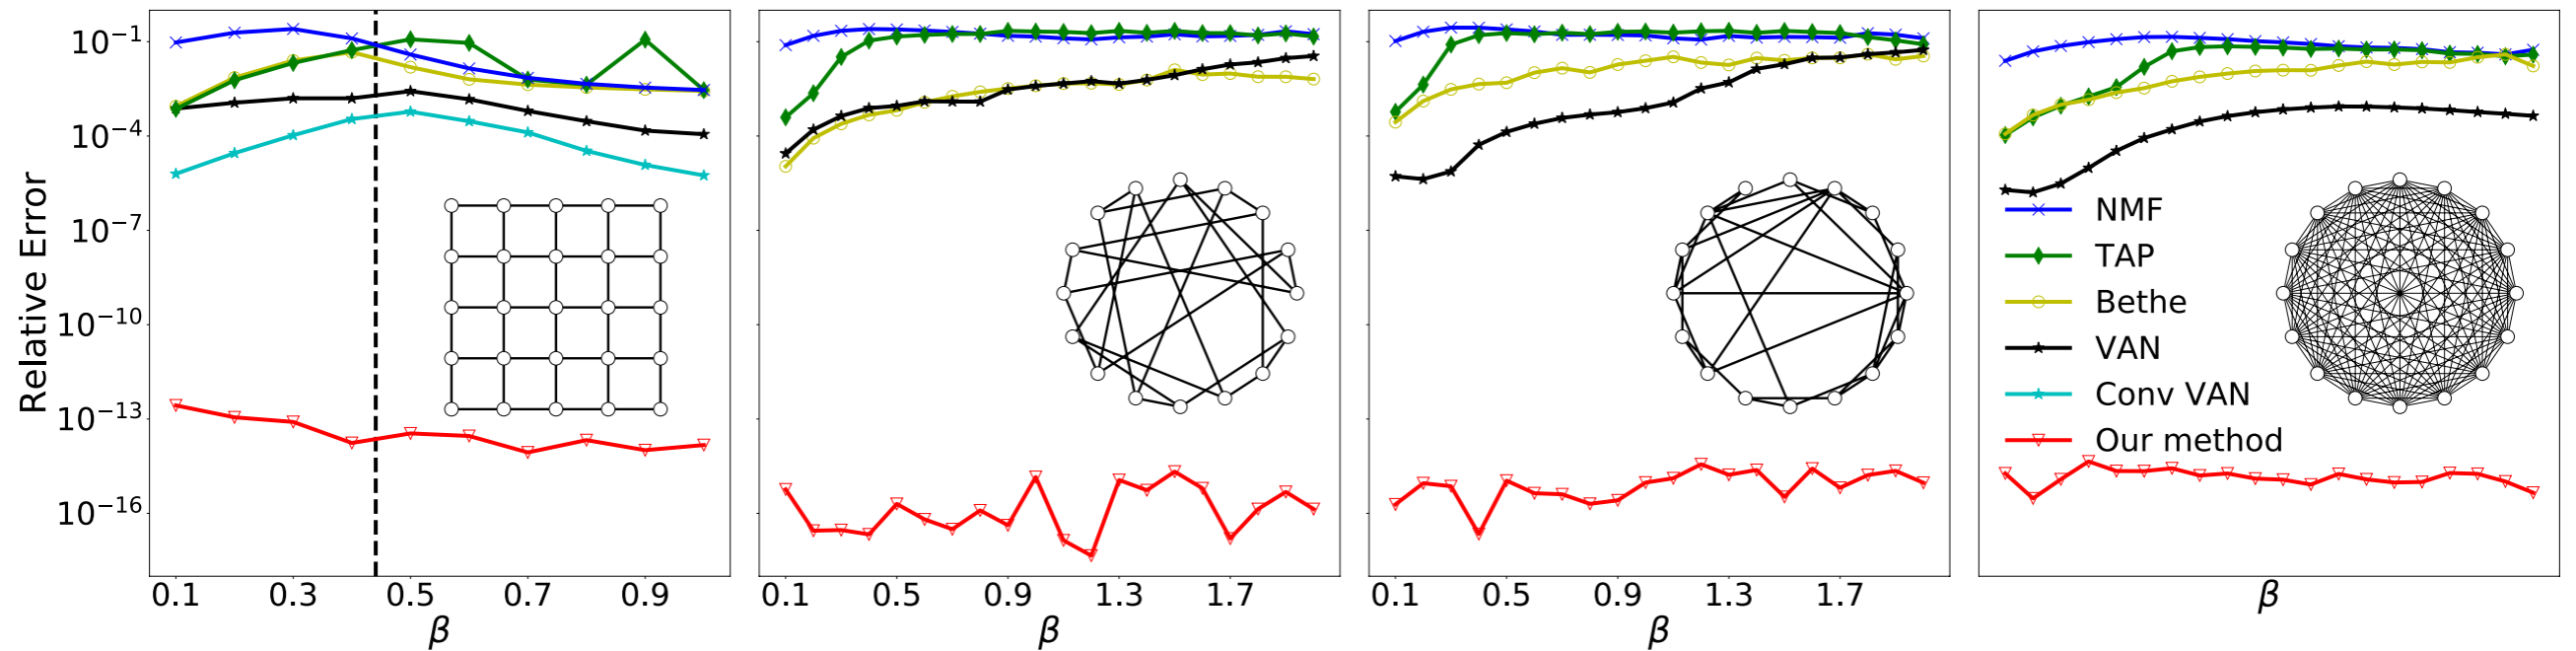 Relative Error
10⁻¹
10⁻⁴
10⁻⁷
10⁻¹⁰
10⁻¹³
10⁻¹⁶
0.1 0.3 0.5 0.7 0.9
β
0.1 0.5 0.9 1.3 1.7
β
0.1 0.5 0.9 1.3 1.7
β
NMF
TAP
Bethe
VAN
Conv VAN
Our method
β